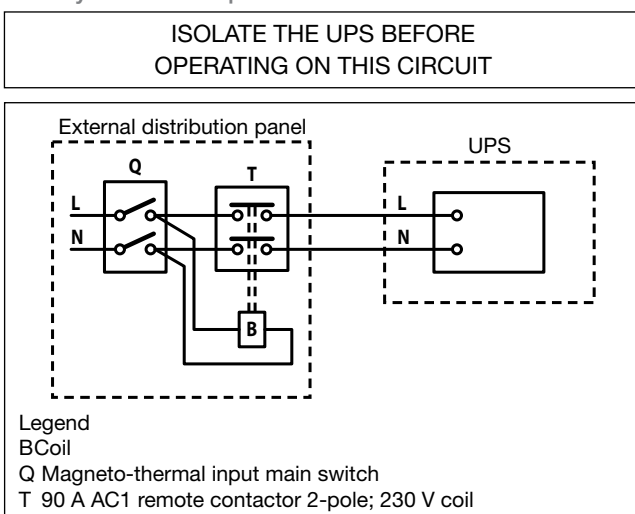 ISOLATE THE UPS BEFORE
OPERATING ON THIS CIRCUIT
External distribution panel
UPS
Q
T
L
L
N
N
B
Legend
BCoil
Q Magneto-thermal input main switch
T 90 A AC1 remote contactor 2-pole; 230 V coil